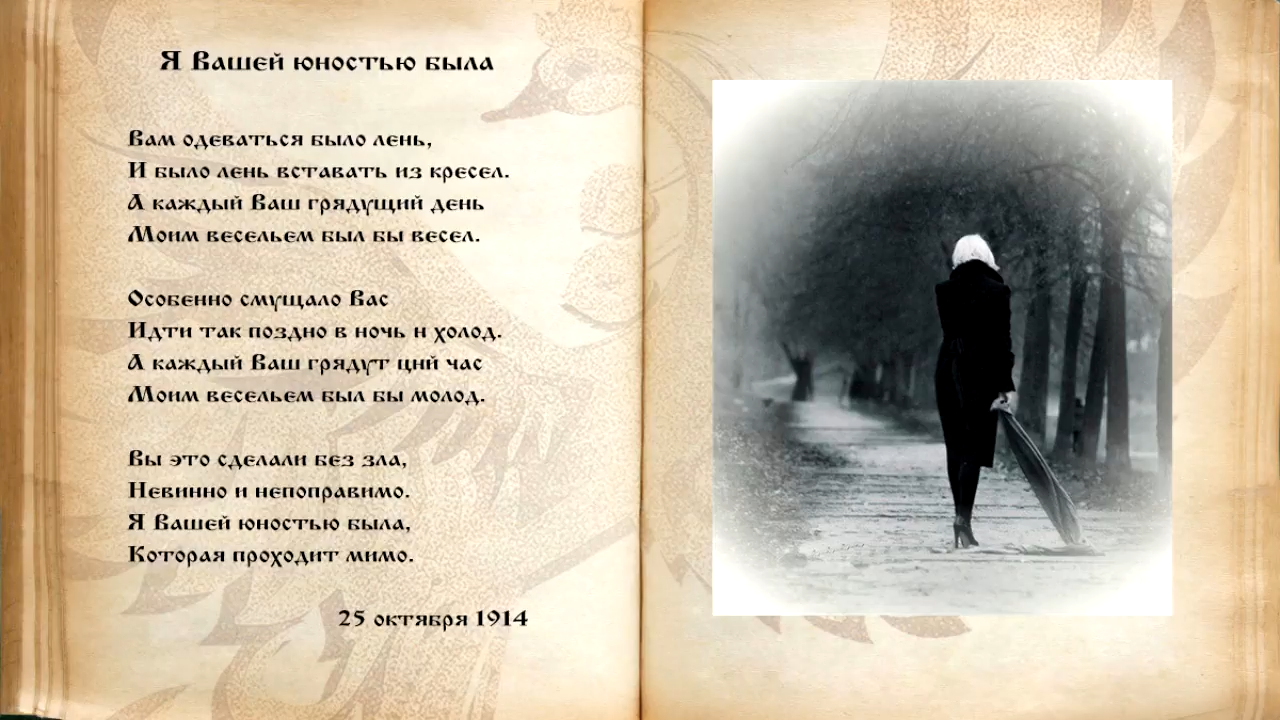 Я Вашей юностью была
Вам одеваться было лень,
И было лень вставать из кресел.
А каждый Ваш грядущий день
Моим весельем был бы весел.
Особенно смущало Вас
Идти так поздно в ночь н холод.
А каждый Ваш грядут цнй час
Моим весельем был бы молод.
Вы это сделали без зла,
Невинно и непоправимо.
Я Вашей юностью была,
Которая проходит мимо.
25 октября 1914